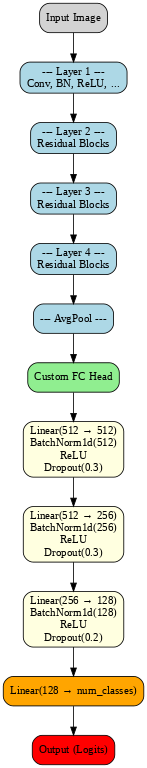 Input Image
--- Layer 1 ---
Conv, BN, ReLU, ...
--- Layer 2 ---
Residual Blocks
--- Layer 3 ---
Residual Blocks
--- Layer 4 ---
Residual Blocks
--- AvgPool ---
Custom FC Head
Linear(512 → 512)
BatchNorm1d(512)
ReLU
Dropout(0.3)
Linear(512 → 256)
BatchNorm1d(256)
ReLU
Dropout(0.3)
Linear(256 → 128)
BatchNorm1d(128)
ReLU
Dropout(0.2)
Linear(128 → num_classes)
Output (Logits)